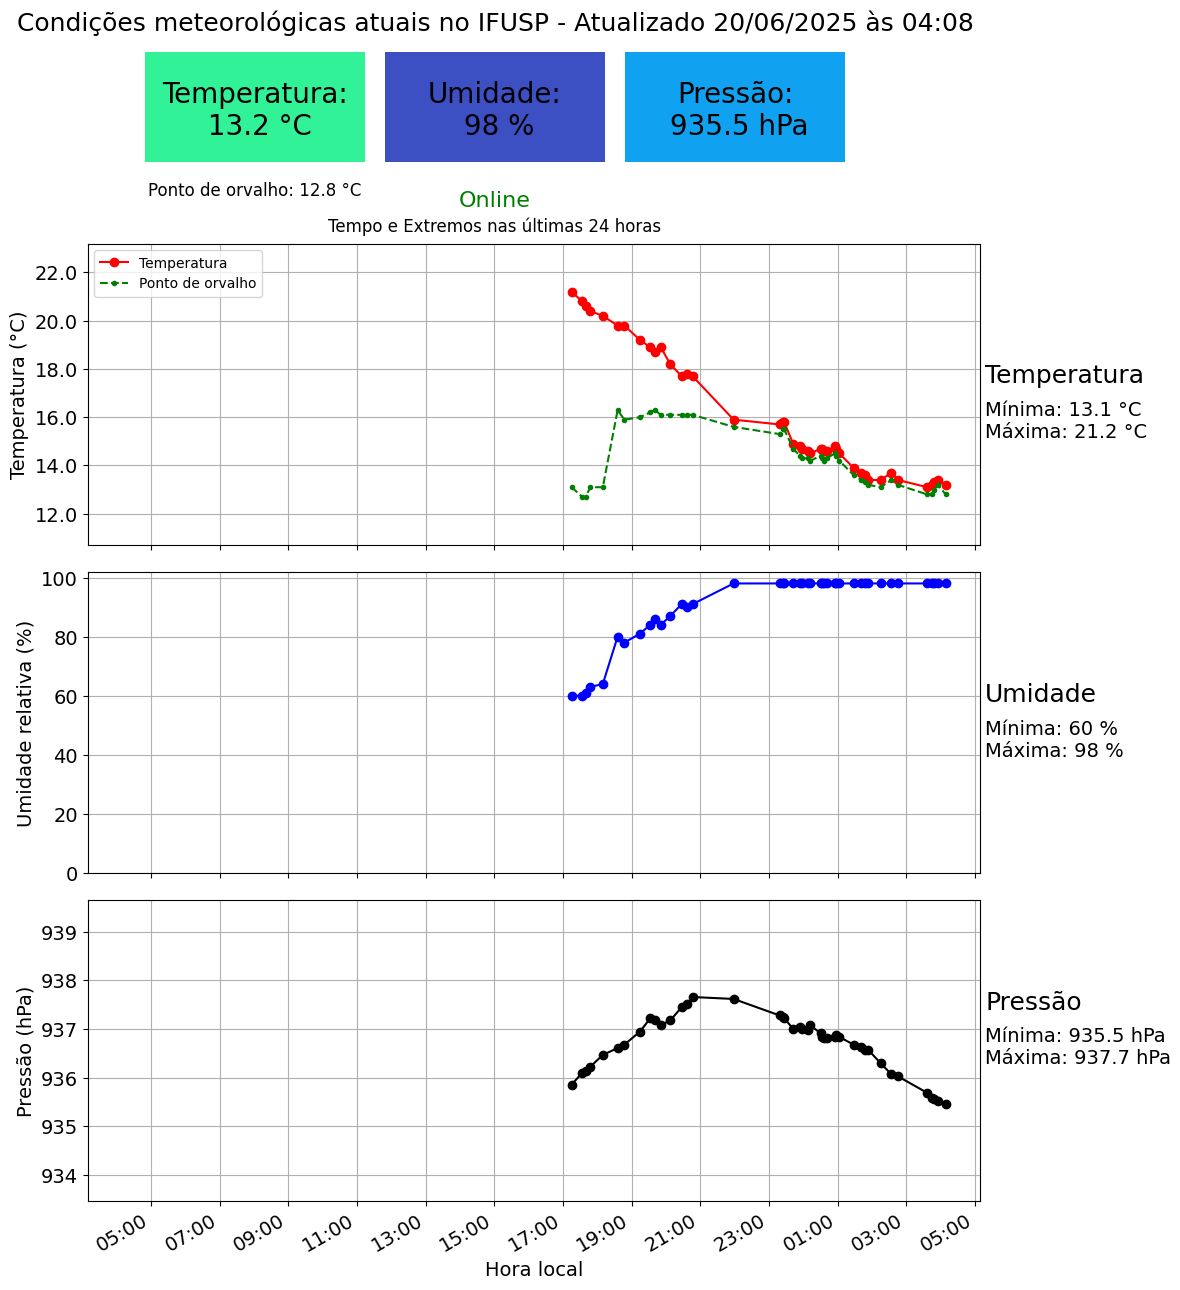 Condições meteorológicas atuais no IFUSP - Atualizado 20/06/2025 às 04:08
Temperatura:
13.2 °C
Umidade:
98 %
Pressão:
935.5 hPa
Ponto de orvalho: 12.8 °C
Online
Tempo e Extremos nas últimas 24 horas
Temperatura
Ponto de orvalho
Temperatura (°C)
22.0
20.0
18.0
16.0
14.0
12.0
Temperatura
Mínima: 13.1 °C
Máxima: 21.2 °C
Umidade relativa (%)
100
80
60
40
20
0
Umidade
Mínima: 60 %
Máxima: 98 %
Pressão (hPa)
939
938
937
936
935
934
Pressão
Mínima: 935.5 hPa
Máxima: 937.7 hPa
05:00 07:00 09:00 11:00 13:00 15:00 17:00 19:00 21:00 23:00 01:00 03:00 05:00
Hora local